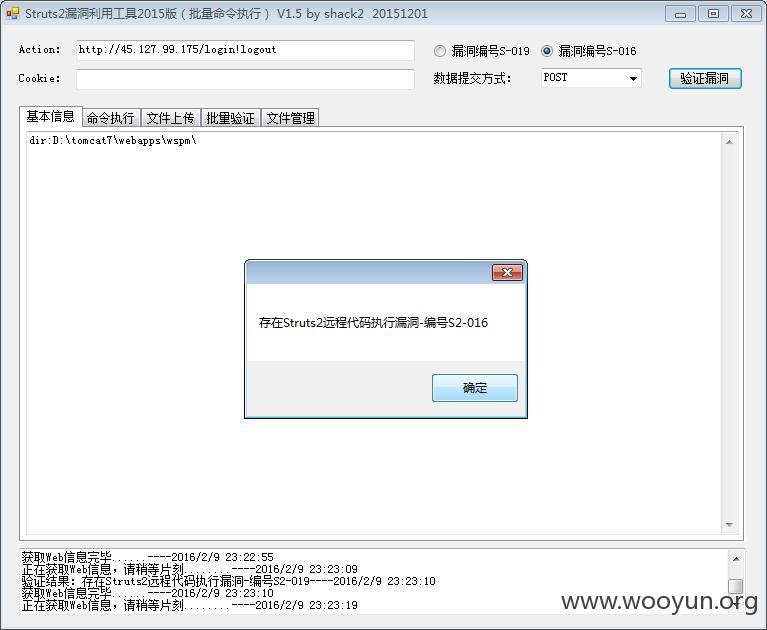 Struts2漏洞利用工具2015版（批量命令执行） V1.5 by shack2 20151201
Action: http://45.127.99.175/login!logout 漏洞编号S-019 漏洞编号S-016
Cookie: 数据提交方式: POST 验证漏洞
基本信息 命令执行 文件上传 批量验证 文件管理
dir:D:\tomcat7\webapps\wspm\
存在Struts2远程代码执行漏洞-编号S2-016
确定
获取Web信息完毕......----2016/2/9 23:22:55
正在获取Web信息，请稍等片刻........----2016/2/9 23:23:09
验证结果：存在Struts2远程代码执行漏洞-编号S2-019----2016/2/9 23:23:10
获取Web信息完毕......----2016/2/9 23:23:10
正在获取Web信息，请稍等片刻........----2016/2/9 23:23:19
www.wooyun.org